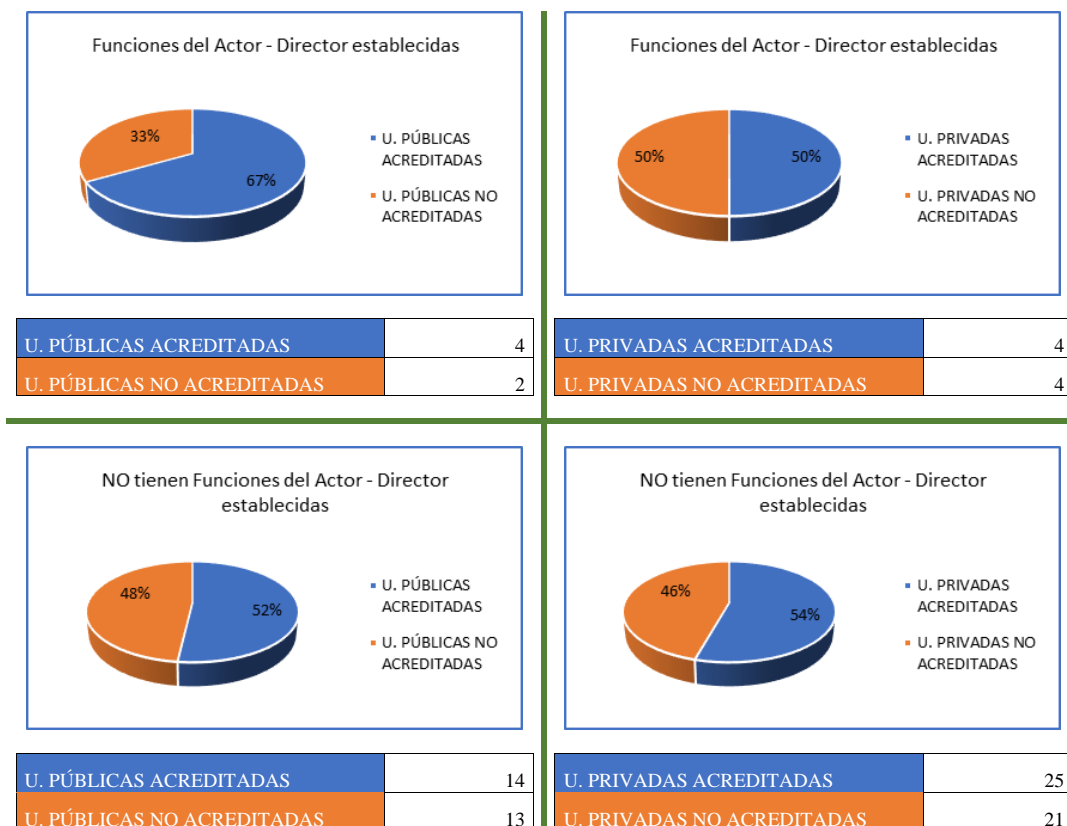 Funciones del Actor - Director establecidas
33%
67%
U. PÚBLICAS
ACREDITADAS
U. PÚBLICAS NO
ACREDITADAS
U. PÚBLICAS ACREDITADAS 4
U. PÚBLICAS NO ACREDITADAS 2
Funciones del Actor - Director establecidas
50%
50%
U. PRIVADAS
ACREDITADAS
U. PRIVADAS NO
ACREDITADAS
U. PRIVADAS ACREDITADAS 4
U. PRIVADAS NO ACREDITADAS 4
NO tienen Funciones del Actor - Director
establecidas
48%
52%
U. PÚBLICAS
ACREDITADAS
U. PÚBLICAS NO
ACREDITADAS
U. PÚBLICAS ACREDITADAS 14
U. PÚBLICAS NO ACREDITADAS 13
NO tienen Funciones del Actor - Director
establecidas
46%
54%
U. PRIVADAS
ACREDITADAS
U. PRIVADAS NO
ACREDITADAS
U. PRIVADAS ACREDITADAS 25
U. PRIVADAS NO ACREDITADAS 21